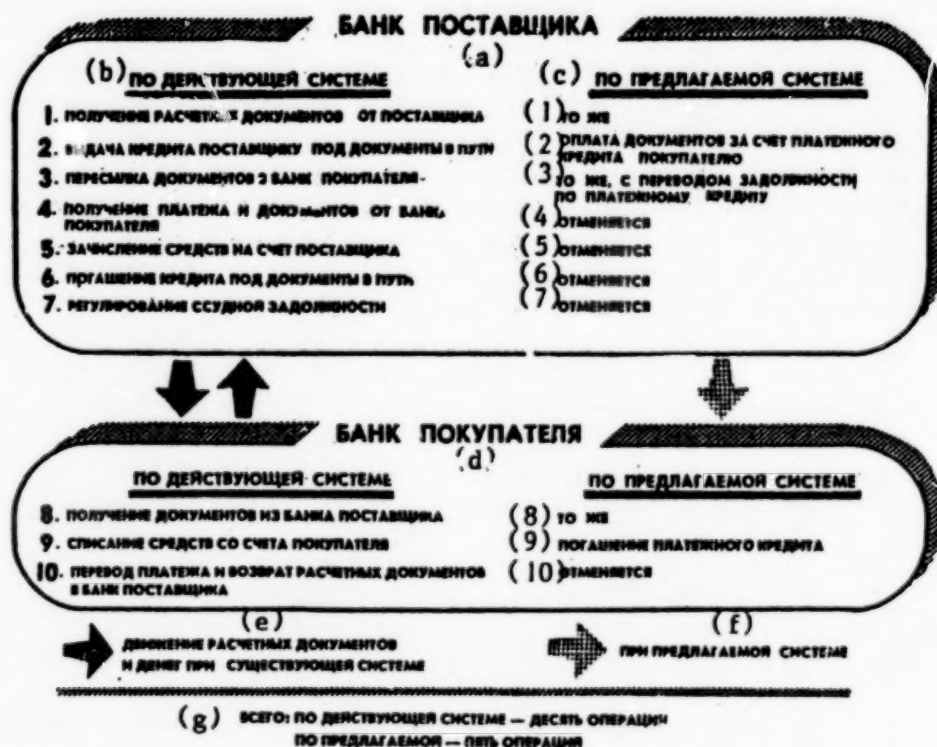 БАНК ПОСТАВЩИКА
(a)
(b) ПО ДЕЙСТВУЮЩЕЙ СИСТЕМЕ
1. ПОЛУЧЕНИЕ РАСЧЕТНЫХ ДОКУМЕНТОВ ОТ ПОСТАВЩИКА
2. ВЫДАЧА КРЕДИТА ПОСТАВЩИКУ ПОД ДОКУМЕНТЫ В ПУТИ
3. ПЕРЕСЫЛКА ДОКУМЕНТОВ В БАНК ПОКУПАТЕЛЯ
4. ПОЛУЧЕНИЕ ПЛАТЕЖА И ДОКУМЕНТОВ ОТ БАНКА
ПОКУПАТЕЛЯ
5. ЗАЧИСЛЕНИЕ СРЕДСТВ НА СЧЕТ ПОСТАВЩИКА
6. ПОГАШЕНИЕ КРЕДИТА ПОД ДОКУМЕНТЫ В ПУТИ
7. РЕГУЛИРОВАНИЕ ССУДНОЙ ЗАДОЛЖНОСТИ
(c) ПО ПРЕДЛАГАЕМОЙ СИСТЕМЕ
(1) ТО ЖЕ
(2) ОПЛАТА ДОКУМЕНТОВ ЗА СЧЕТ ПЛАТЕЖНОГО
КРЕДИТА ПОКУПАТЕЛЮ
(3) ТО ЖЕ, С ПЕРЕВОДОМ ЗАДОЛЖНОСТИ
ПО ПЛАТЕЖНОМУ КРЕДИТУ
(4) ОТМЕНЯЕТСЯ
(5) ОТМЕНЯЕТСЯ
(6) ОТМЕНЯЕТСЯ
(7) ОТМЕНЯЕТСЯ
БАНК ПОКУПАТЕЛЯ
(d)
ПО ДЕЙСТВУЮЩЕЙ СИСТЕМЕ
8. ПОЛУЧЕНИЕ ДОКУМЕНТОВ ИЗ БАНКА ПОСТАВЩИКА
9. СПИСАНИЕ СРЕДСТВ СО СЧЕТА ПОКУПАТЕЛЯ
10. ПЕРЕВОД ПЛАТЕЖА И ВОЗВРАТ РАСЧЕТНЫХ ДОКУМЕНТОВ
В БАНК ПОСТАВЩИКА
ПО ПРЕДЛАГАЕМОЙ СИСТЕМЕ
(8) ТО ЖЕ
(9) ПОГАШЕНИЕ ПЛАТЕЖНОГО КРЕДИТА
(10) ОТМЕНЯЕТСЯ
(e)
ДВИЖЕНИЕ РАСЧЕТНЫХ ДОКУМЕНТОВ
И ДЕНЕГ ПРИ СУЩЕСТВУЮЩЕЙ СИСТЕМЕ
(f)
ПРИ ПРЕДЛАГАЕМОЙ СИСТЕМЕ
(g) ВСЕГО: ПО ДЕЙСТВУЮЩЕЙ СИСТЕМЕ — ДЕСЯТЬ ОПЕРАЦИИ
ПО ПРЕДЛАГАЕМОЙ — ПЯТЬ ОПЕРАЦИЯ